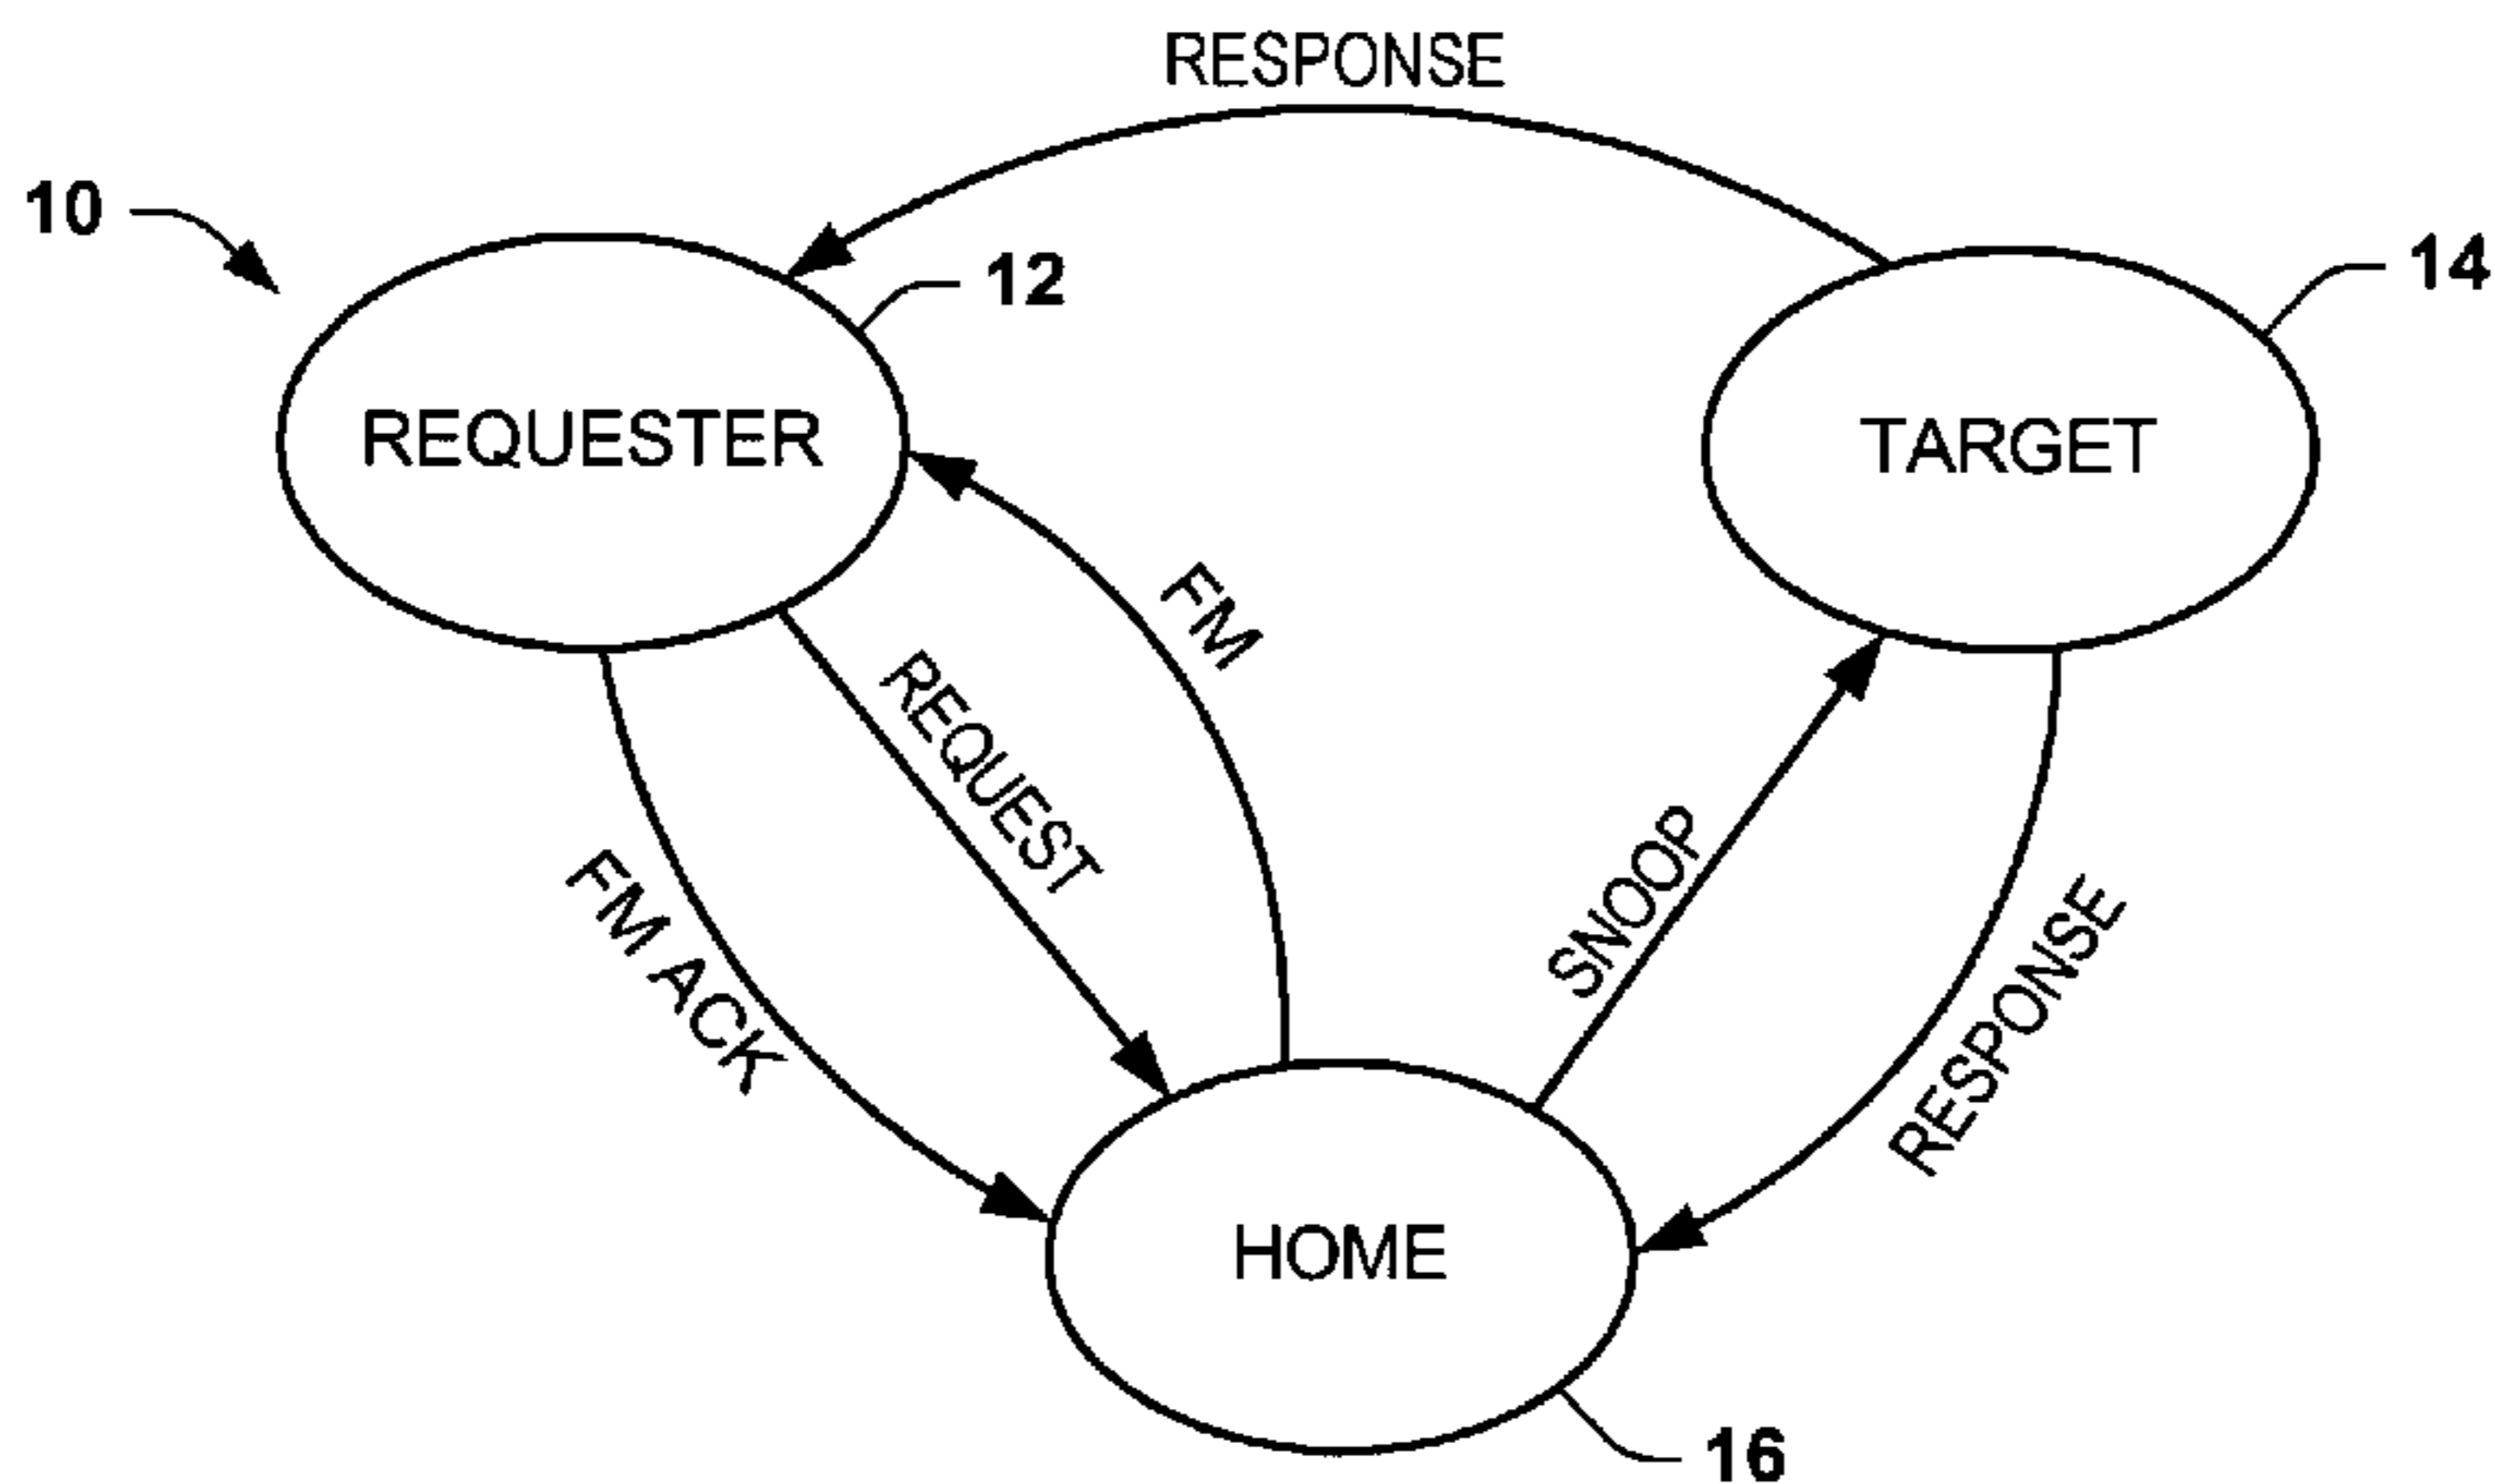 RESPONSE
10
12
14
REQUESTER
TARGET
FM
REQUEST
SNOOP
FM ACK
RESPONSE
HOME
16